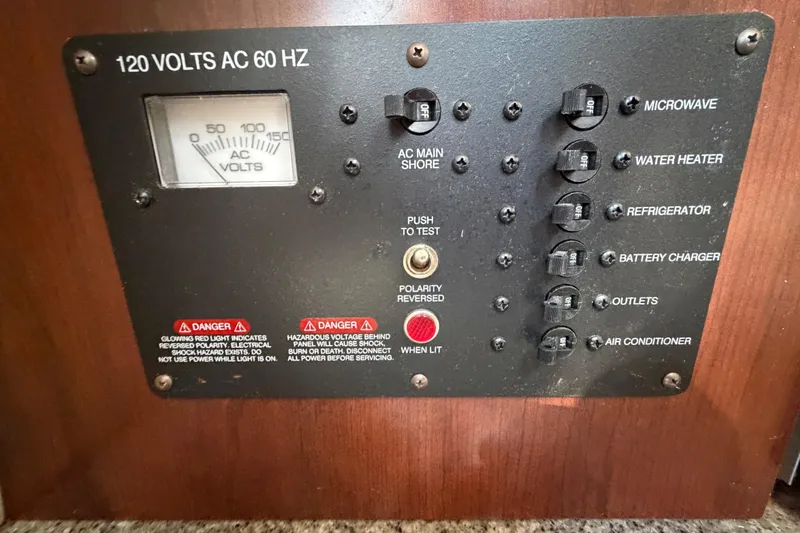 120 VOLTS AC 60 HZ
0 50 100 150
AC
VOLTS
OFF
AC MAIN
SHORE
PUSH
TO TEST
POLARITY
REVERSED
WHEN LIT
DANGER
GLOWING RED LIGHT INDICATES
REVERSED POLARITY. ELECTRICAL
SHOCK HAZARD EXISTS. DO
NOT USE POWER WHILE LIGHT IS ON.
DANGER
HAZARDOUS VOLTAGE BEHIND
PANEL WILL CAUSE SHOCK,
BURN OR DEATH. DISCONNECT
ALL POWER BEFORE SERVICING.
OFF
MICROWAVE
OFF
WATER HEATER
OFF
REFRIGERATOR
BATTERY CHARGER
OUTLETS
AIR CONDITIONER